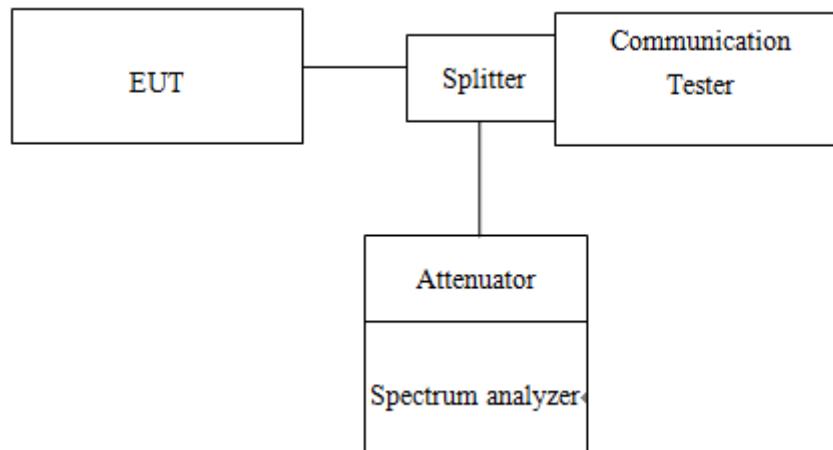 EUT
Splitter
Communication
Tester
Attenuator
Spectrum analyzer